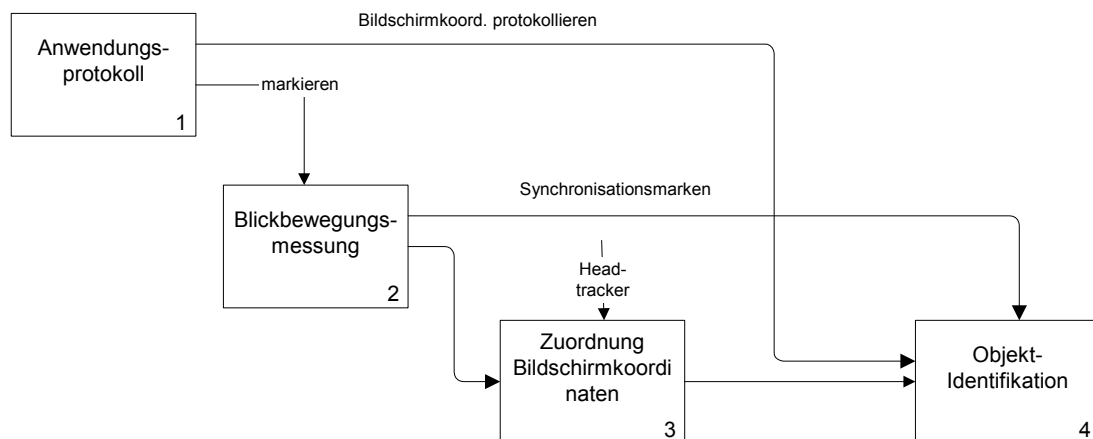 Bildschirmkoord. protokollieren
Anwendungs-
protokoll
1
markieren
Synchronisationsmarken
Blickbewegungs-
messung
2
Head-
tracker
Zuordnung
Bildschirmkoordi
naten
3
Objekt-
Identifikation
4